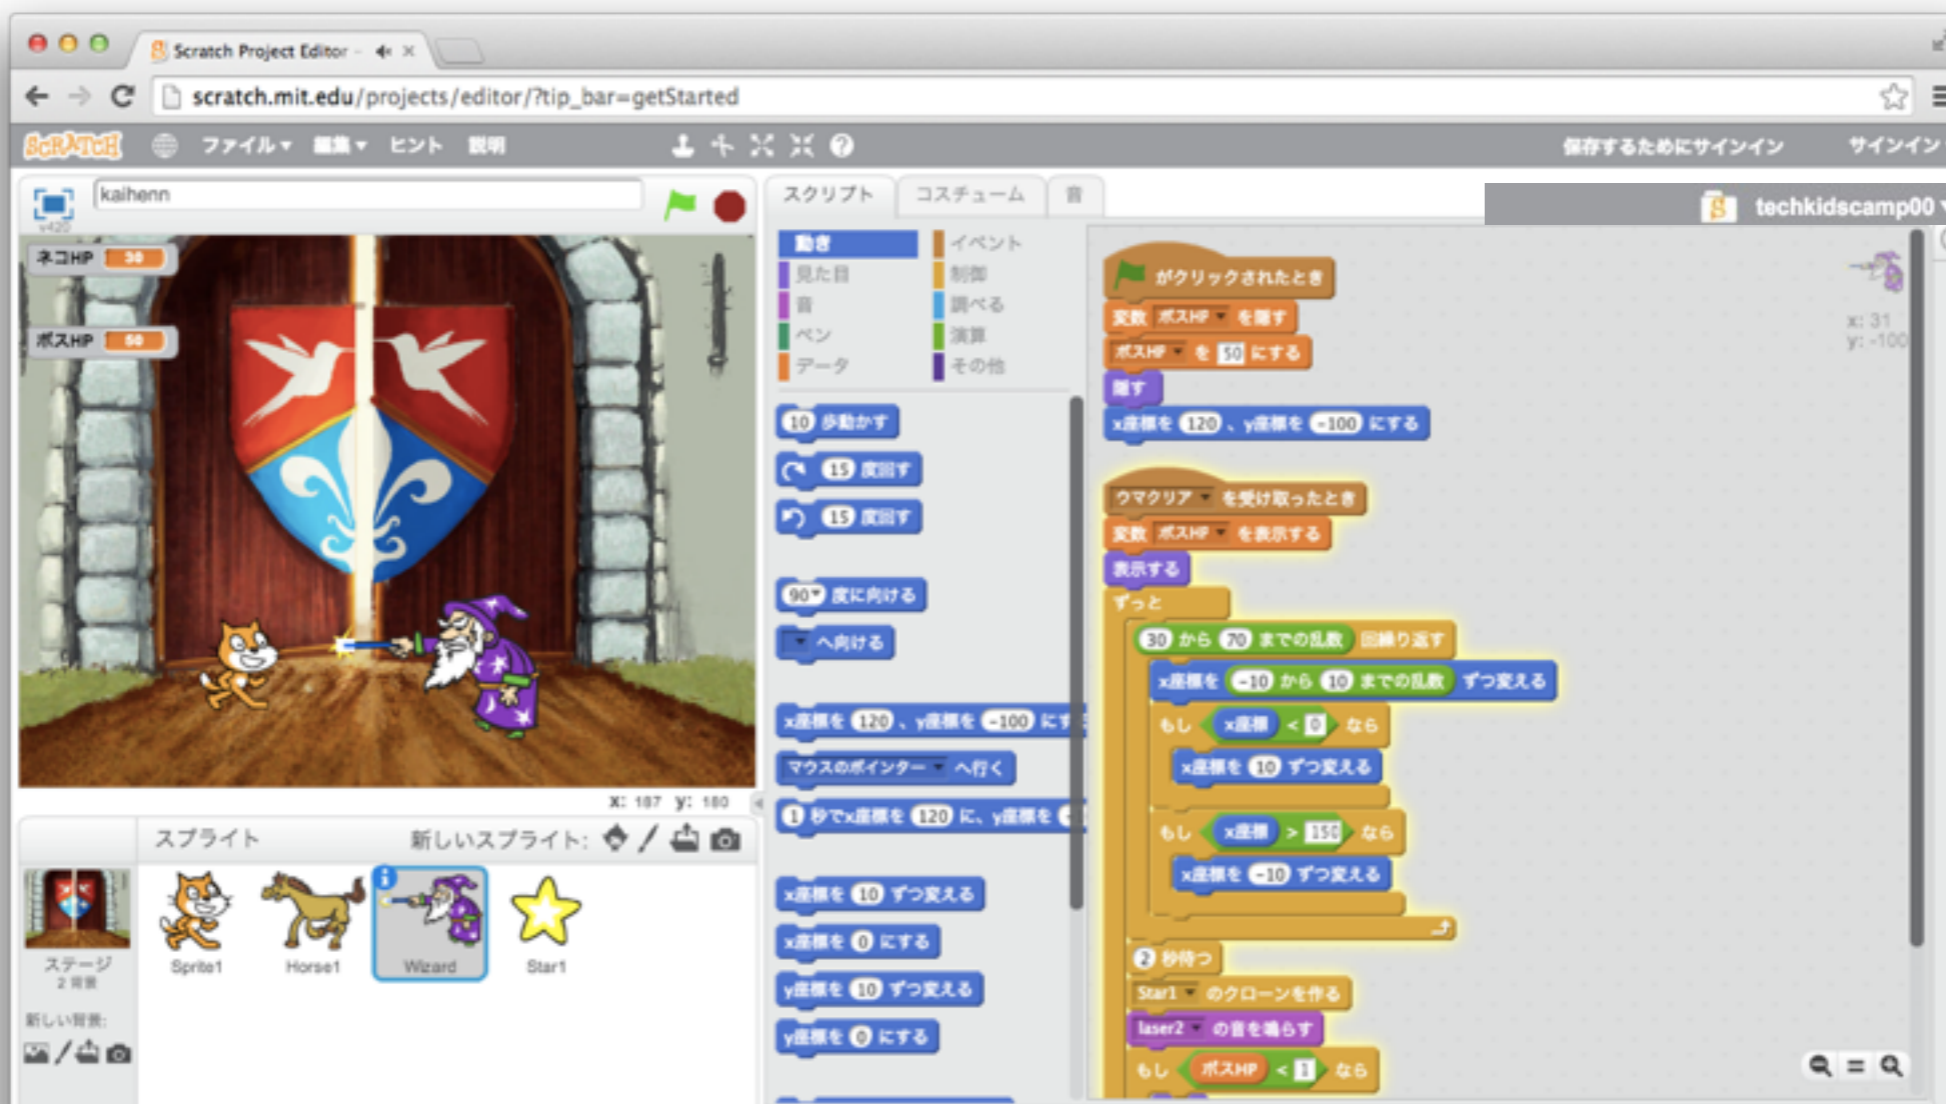 Scratch Project Editor -
scratch.mit.edu/projects/editor/?tip_bar=getStarted
SCRATCH ファイル 編集 ヒント 説明 保存するためにサインイン サインイン
techkidscamp00
kaihenn
v420
ネコHP 30
ボスHP 50
x: 187 y: 180
スプライト 新しいスプライト:
ステージ
2 背景
新しい背景:
Sprite1 Horse1 Wizard Star1
スクリプト コスチューム 音
動き イベント
見た目 制御
音 調べる
ペン 演算
データ その他
10 歩動かす
15 度回す
15 度回す
90 度に向ける
へ向ける
x座標を 120 、y座標を -100 にす
マウスのポインター へ行く
1 秒でx座標を 120 に、y座標を
x座標を 10 ずつ変える
x座標を 0 にする
y座標を 10 ずつ変える
y座標を 0 にする
がクリックされたとき
変数 ボスHP を隠す
ボスHP を 50 にする
隠す
x座標を 120 、y座標を -100 にする
ウマクリア を受け取ったとき
変数 ボスHP を表示する
表示する
ずっと
30 から 70 までの乱数 回繰り返す
x座標を -10 から 10 までの乱数 ずつ変える
もし x座標 < 0 なら
x座標を 10 ずつ変える
もし x座標 > 150 なら
x座標を -10 ずつ変える
2 秒待つ
Star1 のクローンを作る
laser2 の音を鳴らす
もし ボスHP < 1 なら
x: 31
y: -100